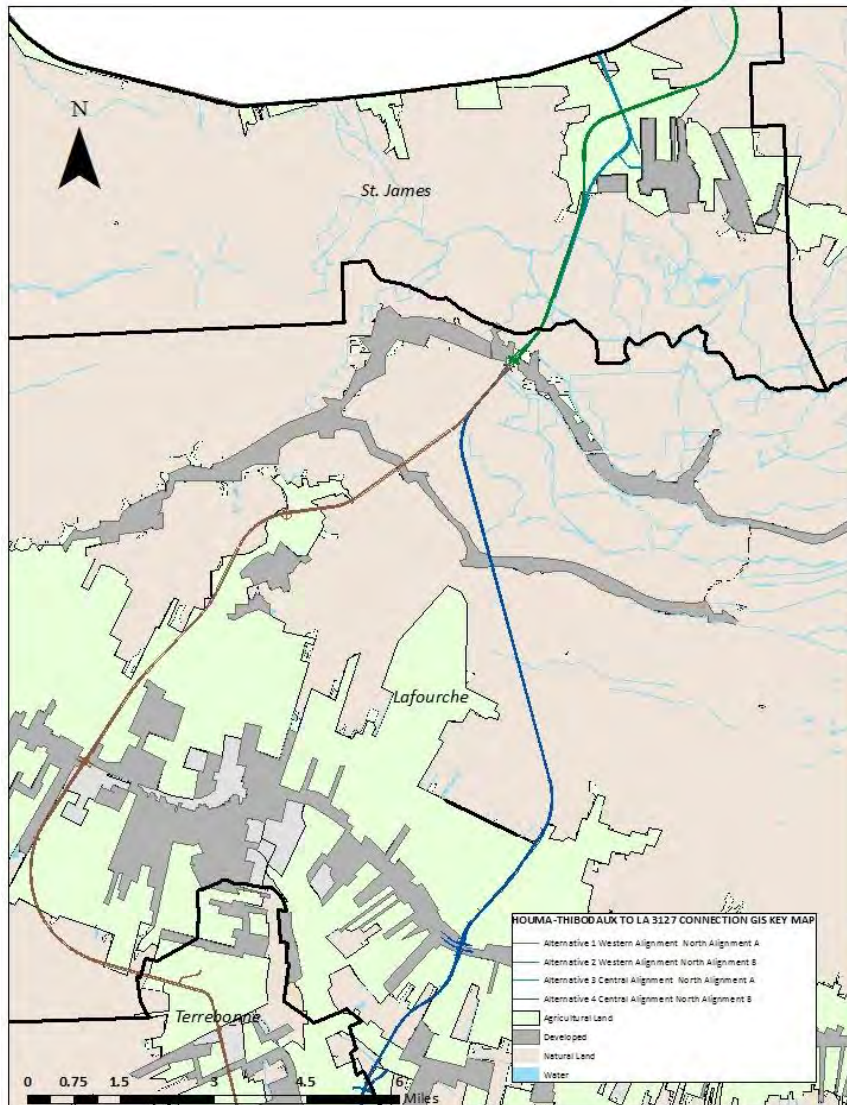 N
St. James
Lafourche
Terrebonne
HOUMA-THIBODAUX TO LA 3127 CONNECTION GIS KEY MAP
Alternative 1 Western Alignment North Alignment A
Alternative 2 Western Alignment North Alignment B
Alternative 3 Central Alignment North Alignment A
Alternative 4 Central Alignment North Alignment B
Agricultural Land
Developed
Natural Land
Water
0 0.75 1.5 3 4.5 6
Miles